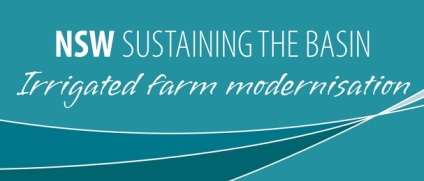 NSW SUSTAINING THE BASIN
Irrigated farm modernisation